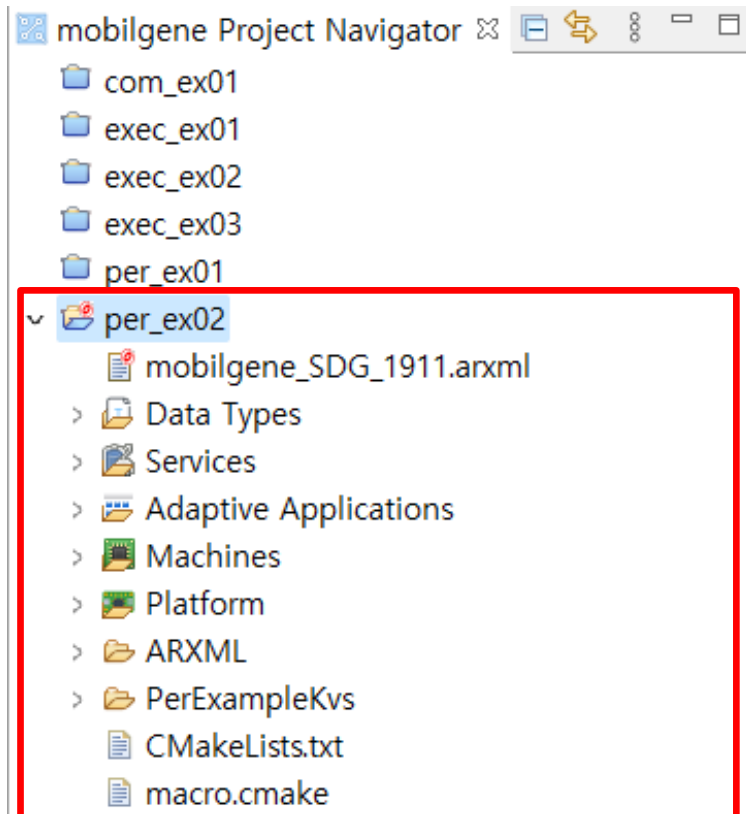 mobilgene Project Navigator
com_ex01
exec_ex01
exec_ex02
exec_ex03
per_ex01
per_ex02
mobilgene_SDG_1911.arxml
Data Types
Services
Adaptive Applications
Machines
Platform
ARXML
PerExampleKvs
CMakeLists.txt
macro.cmake